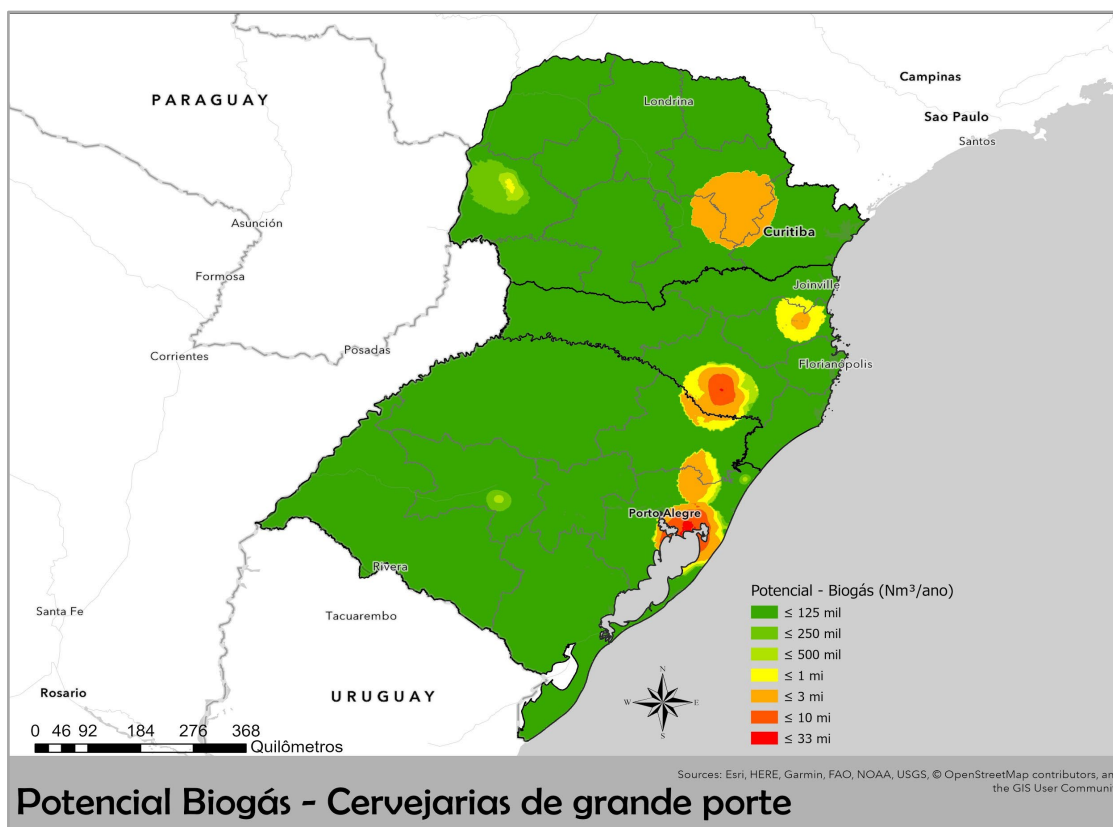 Campinas
PARAGUAY
Londrina
Sao Paulo
Santos
Asunción
Curitiba
Formosa
Joinville
Corrientes
Posadas
Florianópolis
Porto Alegre
Rivera
Potencial - Biogás (Nm³/ano)
≤ 125 mil
≤ 250 mil
≤ 500 mil
≤ 1 mi
≤ 3 mi
≤ 10 mi
≤ 33 mi
Santa Fe
Tacuarembo
Rosario
URUGUAY
N
W E
S
0 46 92 184 276 368
Quilômetros
Sources: Esri, HERE, Garmin, FAO, NOAA, USGS, © OpenStreetMap contributors, an
the GIS User Communit
Potencial Biogás - Cervejarias de grande porte